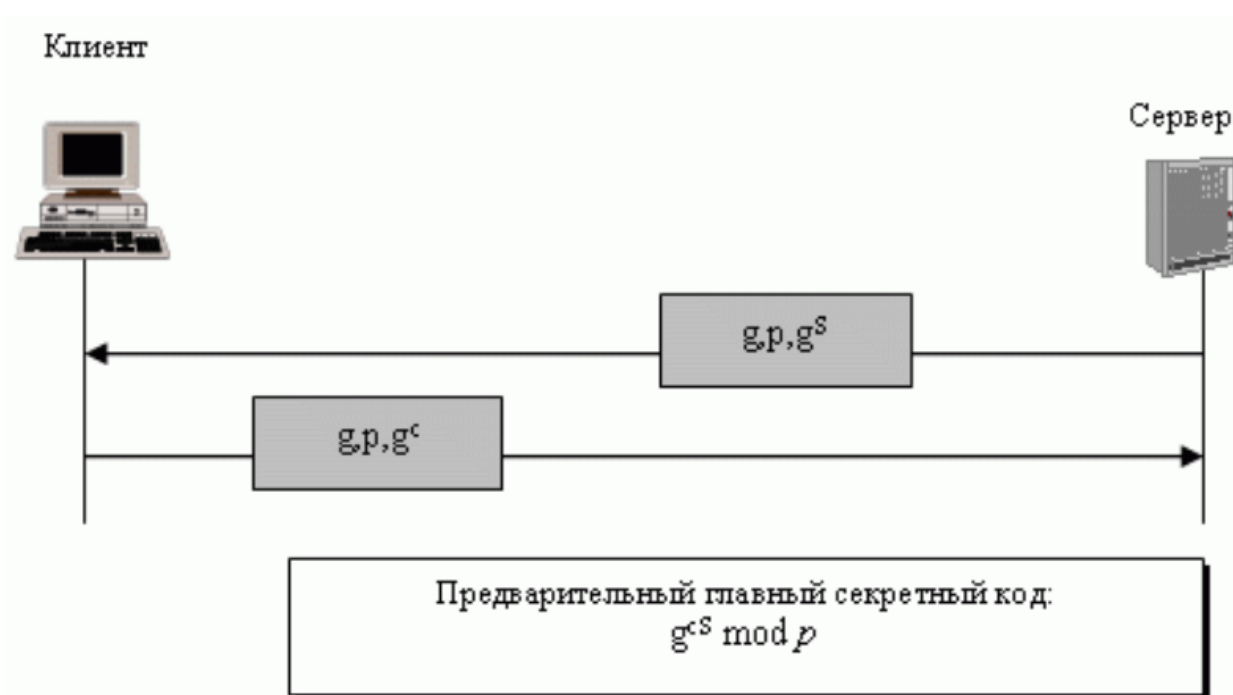 Клиент
Сервер
g,p,g^S
g,p,g^c
Предварительный главный секретный код:
g^cS mod p